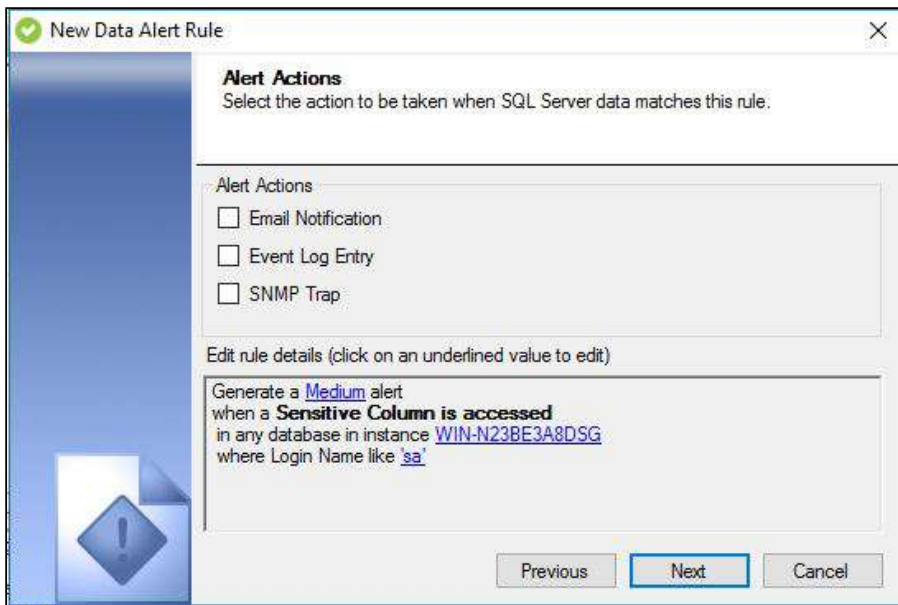 New Data Alert Rule
Alert Actions
Select the action to be taken when SQL Server data matches this rule.
Alert Actions
Email Notification
Event Log Entry
SNMP Trap
Edit rule details (click on an underlined value to edit)
Generate a Medium alert
when a Sensitive Column is accessed
in any database in instance WIN-N23BE3A8DSG
where Login Name like 'sa'
Previous Next Cancel